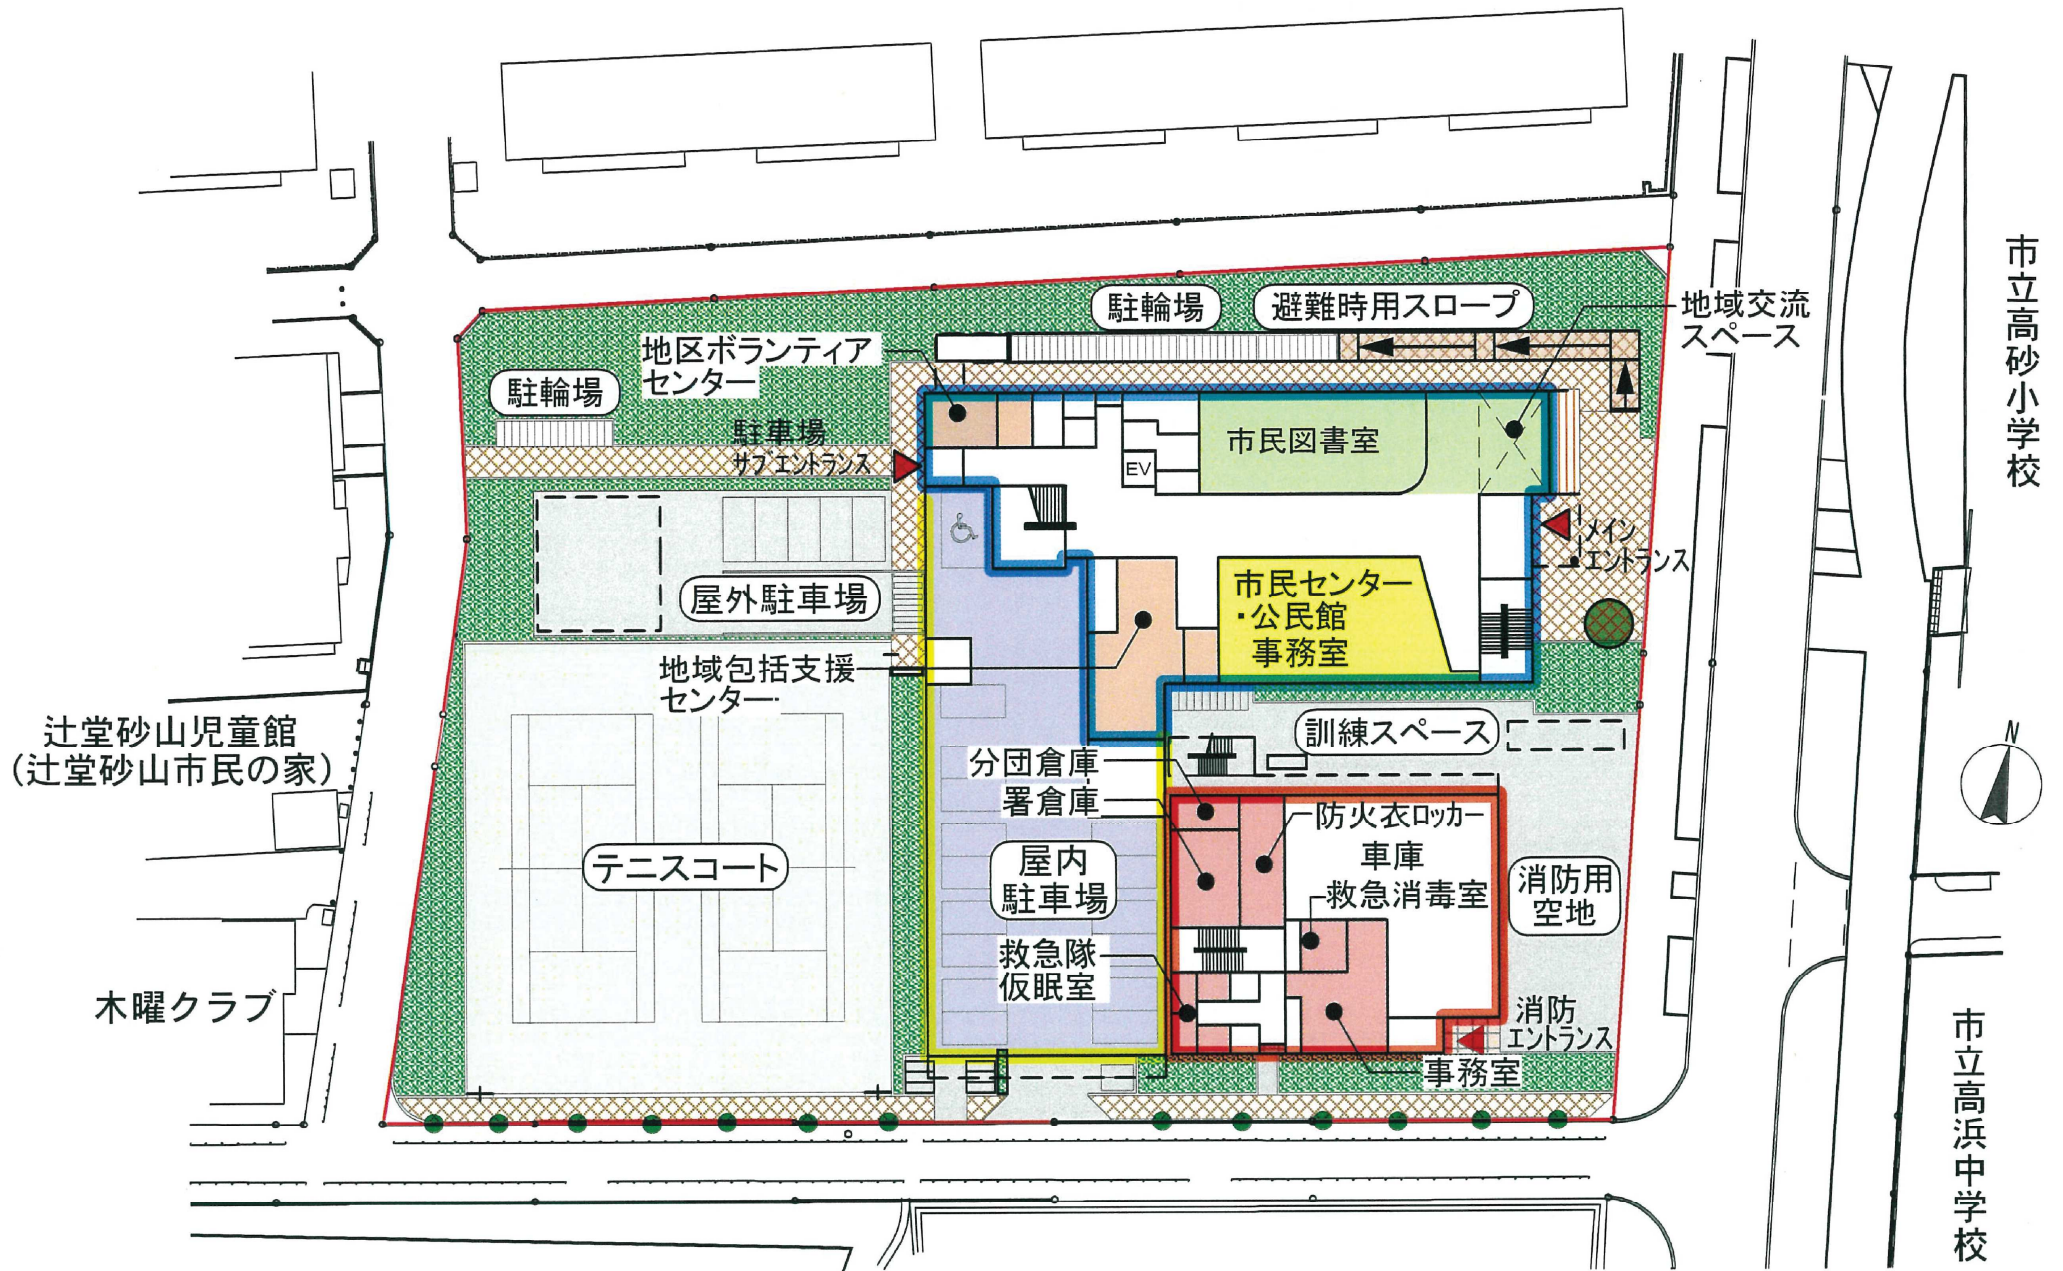 駐輪場
避難時用スロープ
地域交流
スペース
市立高砂小学校
地区ボランティア
センター
駐輪場
駐車場
サブエントランス
市民図書室
EV
メイン
エントランス
屋外駐車場
市民センター
・公民館
事務室
地域包括支援
センター
辻堂砂山児童館
(辻堂砂山市民の家)
訓練スペース
N
分団倉庫
署倉庫
防火衣ロッカー
車庫
救急消毒室
テニスコート
屋内
駐車場
消防用
空地
救急隊
仮眠室
木曜クラブ
消防
エントランス
事務室
市立高浜中学校